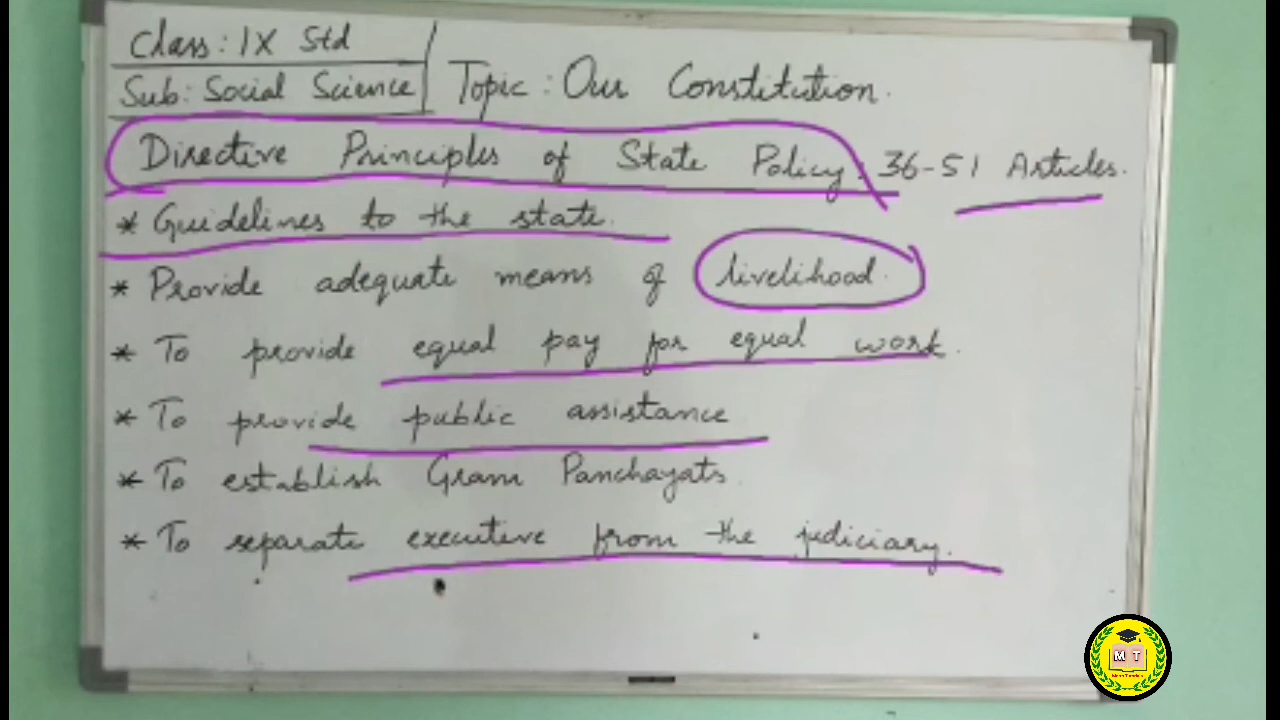 Class: IX Std
Sub: Social Science
Topic: Our Constitution.
Directive Principles of State Policy: 36-51 Articles.
* Guidelines to the state.
* Provide adequate means of livelihood.
* To provide equal pay for equal work.
* To provide public assistance
* To establish Gram Panchayats.
* To separate executive from the judiciary.
M T